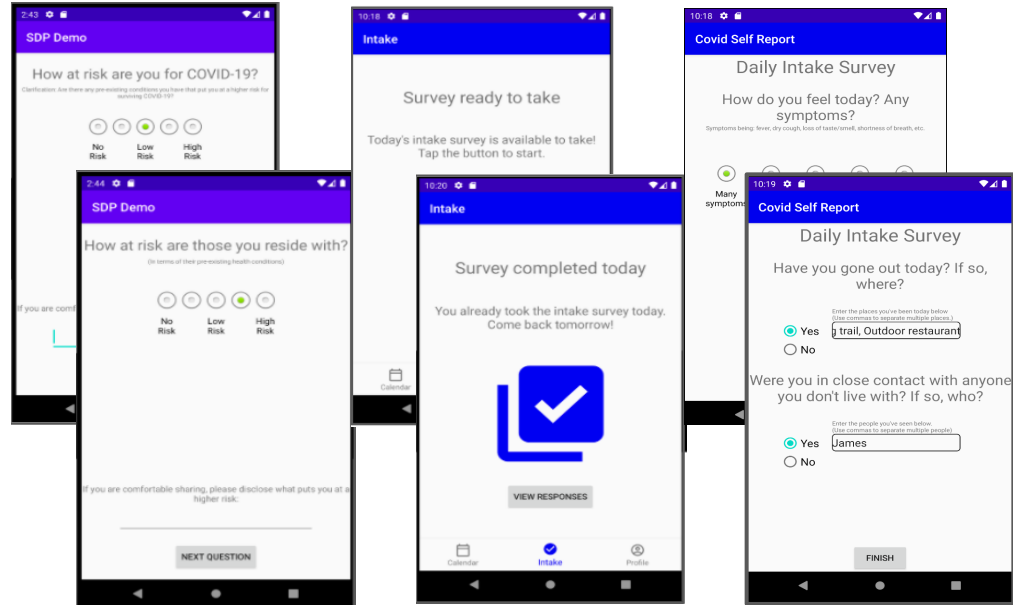 2:43
SDP Demo
How at risk are you for COVID-19?
Clarification: Are there any pre-existing conditions you have that put you at a higher risk for
surviving COVID-19?
No Low High
Risk Risk Risk
If you are comf
2:44
SDP Demo
How at risk are those you reside with?
(In terms of their pre-existing health conditions)
No Low High
Risk Risk Risk
If you are comfortable sharing, please disclose what puts you at a
higher risk:
NEXT QUESTION
10:18
Intake
Survey ready to take
Today's intake survey is available to take!
Tap the button to start.
Calendar
10:20
Intake
Survey completed today
You already took the intake survey today.
Come back tomorrow!
VIEW RESPONSES
Calendar Intake Profile
10:18
Covid Self Report
Daily Intake Survey
How do you feel today? Any
symptoms?
Symptoms being: fever, dry cough, loss of taste/smell, shortness of breath, etc.
Many
symptoms
10:19
Covid Self Report
Daily Intake Survey
Have you gone out today? If so,
where?
Enter the places you've been today below
(Use commas to separate multiple places.)
Yes g trail, Outdoor restaurant
No
Were you in close contact with anyone
you don't live with? If so, who?
Enter the people you've seen below.
(Use commas to separate multiple people)
Yes James
No
FINISH